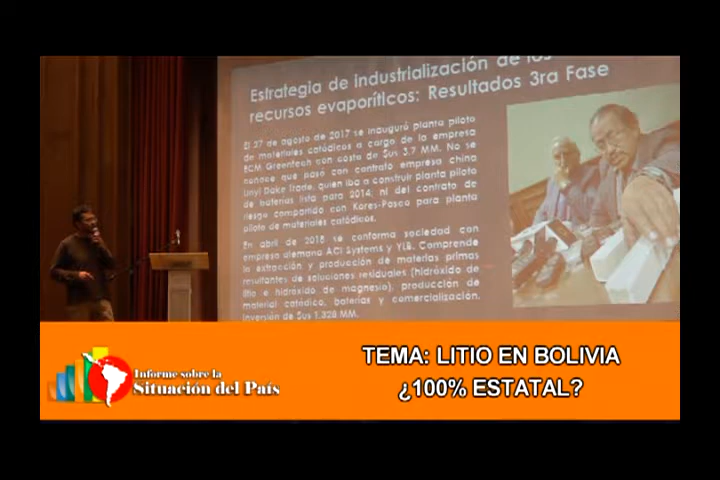 Estrategia de industrialización de los
recursos evaporíticos: Resultados 3ra Fase
El 27 de agosto de 2017 se inauguró planta piloto
de materiales catódicos a cargo de la empresa
ECM Greentech con costo de $us 3.7 MM. No se
conoce que pasó con contrato empresa china
Linyi Dake Trade, quien iba a construir planta piloto
de baterías lista para 2014, ni del contrato de
riesgo compartido con Kores-Posco para planta
piloto de materiales catódicos.
En abril de 2018 se conforma sociedad con
empresa alemana ACI Systems y YLB. Comprende
la extracción y producción de materias primas
resultantes de soluciones residuales (hidróxido de
litio e hidróxido de magnesio), producción de
material catódico, baterías y comercialización.
Inversión de $us 1.328 MM.
TEMA: LITIO EN BOLIVIA
¿100% ESTATAL?
Informe sobre la
Situación del País